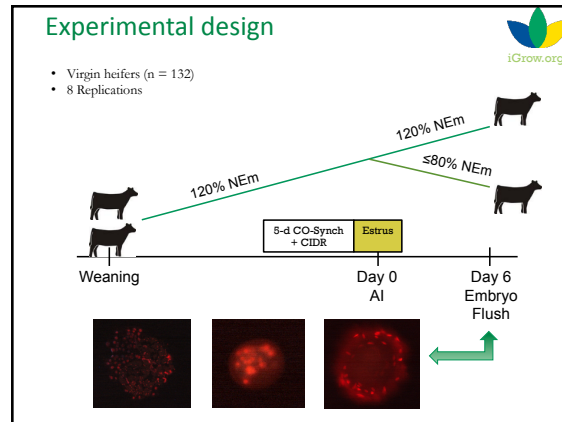 Experimental design
iGrow.org
• Virgin heifers (n = 132)
• 8 Replications
120% NEm
≤80% NEm
120% NEm
5-d CO-Synch
+ CIDR
Estrus
Weaning
Day 0
AI
Day 6
Embryo
Flush